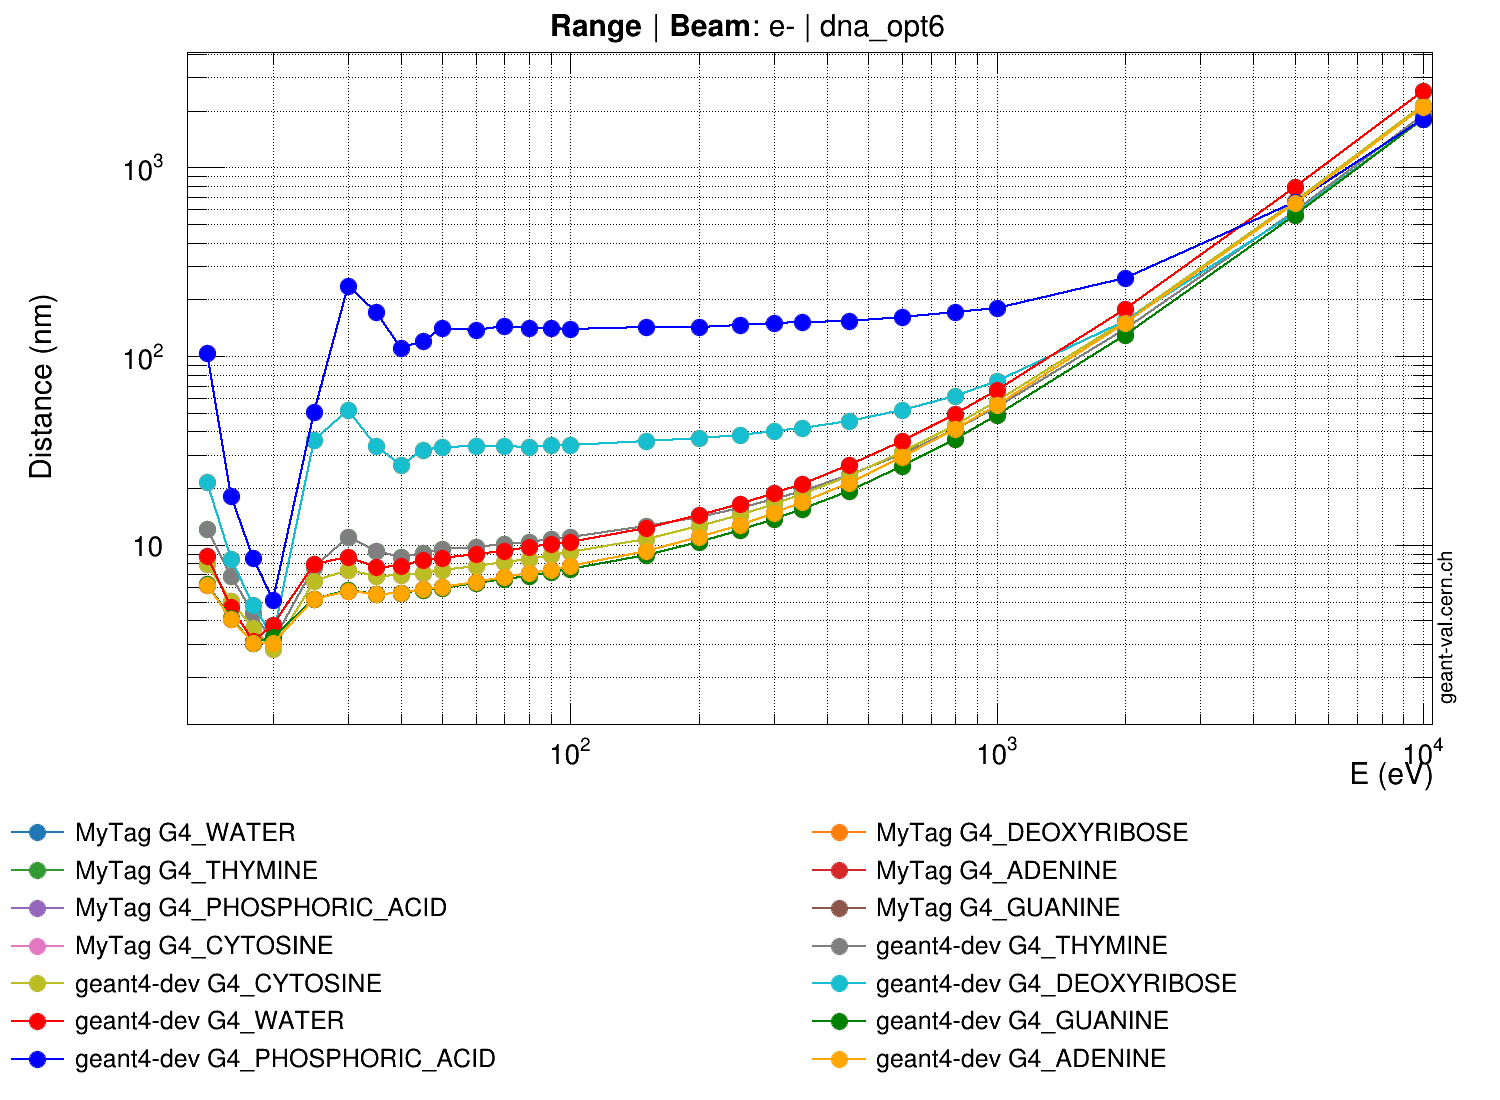 Range | Beam: e- | dna_opt6
Distance (nm)
10³
10²
10
10²
10³
10⁴
E (eV)
geant-val.cern.ch
MyTag G4_WATER
MyTag G4_DEOXYRIBOSE
MyTag G4_THYMINE
MyTag G4_ADENINE
MyTag G4_PHOSPHORIC_ACID
MyTag G4_GUANINE
MyTag G4_CYTOSINE
geant4-dev G4_THYMINE
geant4-dev G4_CYTOSINE
geant4-dev G4_DEOXYRIBOSE
geant4-dev G4_WATER
geant4-dev G4_GUANINE
geant4-dev G4_PHOSPHORIC_ACID
geant4-dev G4_ADENINE